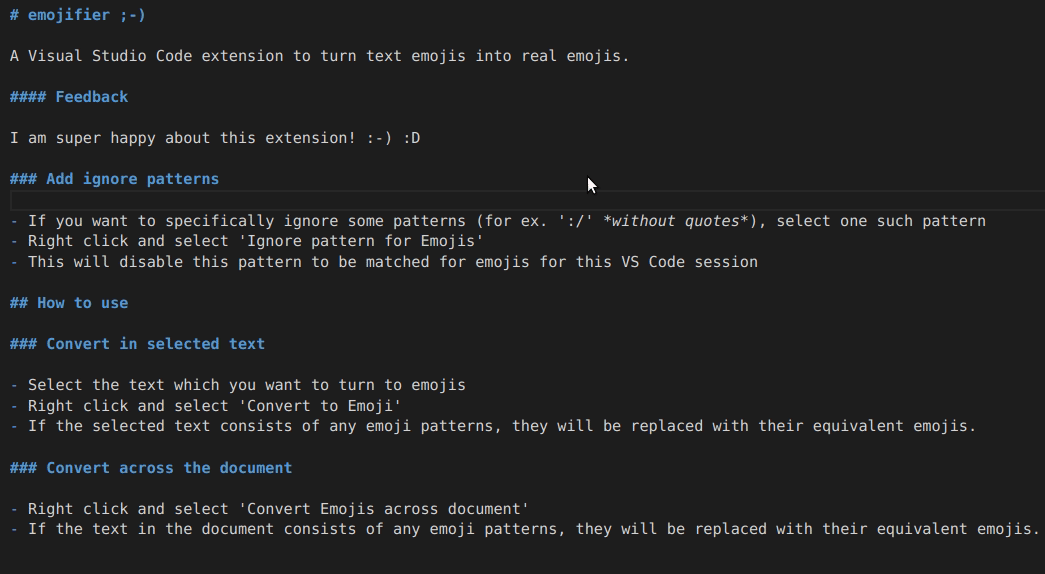 # emojifier ;-)
A Visual Studio Code extension to turn text emojis into real emojis.
#### Feedback
I am super happy about this extension! :-) :D
### Add ignore patterns
- If you want to specifically ignore some patterns (for ex. ':/' *without quotes*), select one such pattern
- Right click and select 'Ignore pattern for Emojis'
- This will disable this pattern to be matched for emojis for this VS Code session
## How to use
### Convert in selected text
- Select the text which you want to turn to emojis
- Right click and select 'Convert to Emoji'
- If the selected text consists of any emoji patterns, they will be replaced with their equivalent emojis.
### Convert across the document
- Right click and select 'Convert Emojis across document'
- If the text in the document consists of any emoji patterns, they will be replaced with their equivalent emojis.